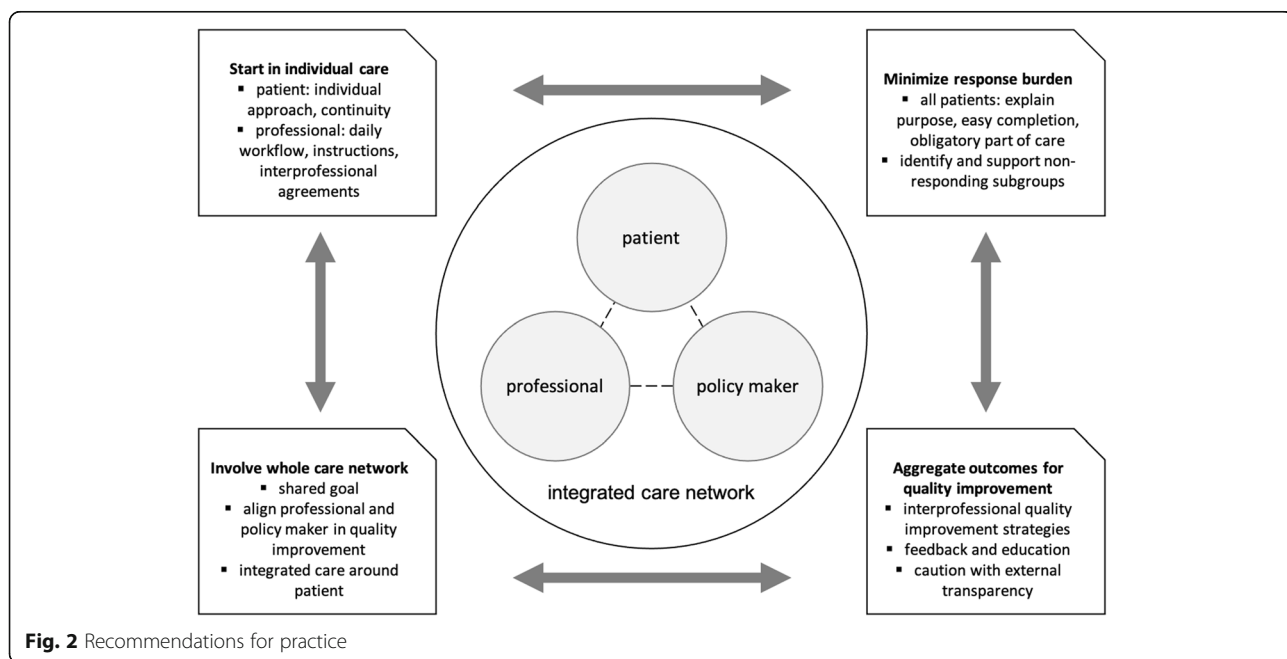 Start in individual care
▪ patient: individual
approach, continuity
▪ professional: daily
workflow, instructions,
interprofessional
agreements
Minimize response burden
▪ all patients: explain
purpose, easy completion,
obligatory part of care
▪ identify and support non-
responding subgroups
patient
professional
policy maker
integrated care network
Involve whole care network
▪ shared goal
▪ align professional and
policy maker in quality
improvement
▪ integrated care around
patient
Aggregate outcomes for
quality improvement
▪ interprofessional quality
improvement strategies
▪ feedback and education
▪ caution with external
transparency
Fig. 2 Recommendations for practice